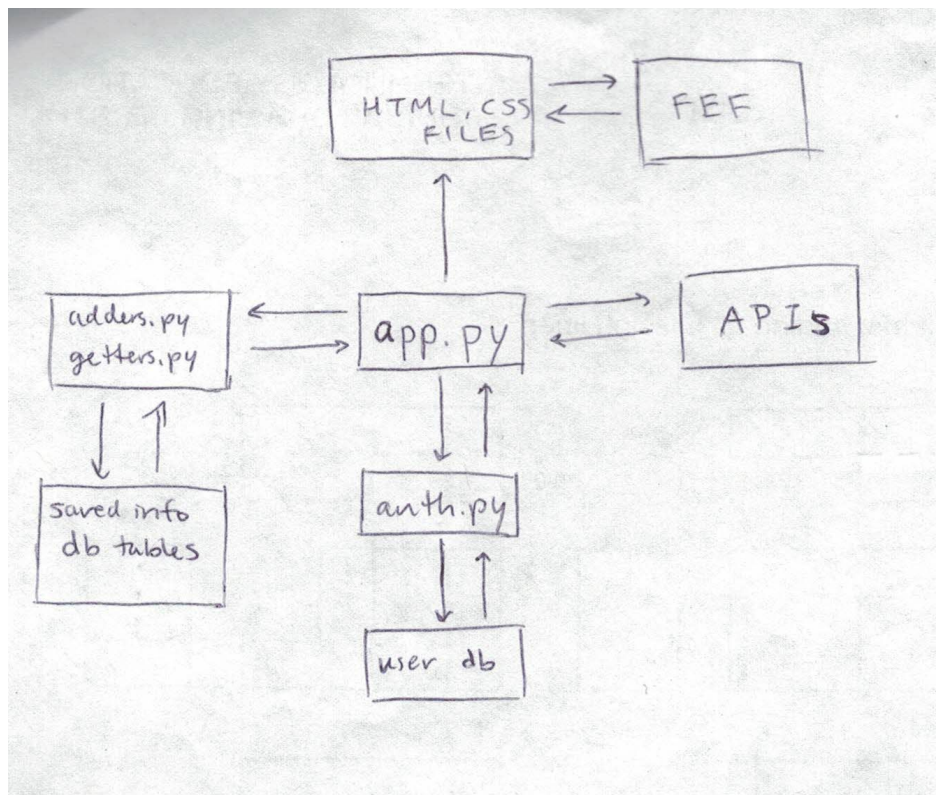 HTML, CSS
FILES
FEF
adders.py
getters.py
app.py
APIs
auth.py
saved info
db tables
user db